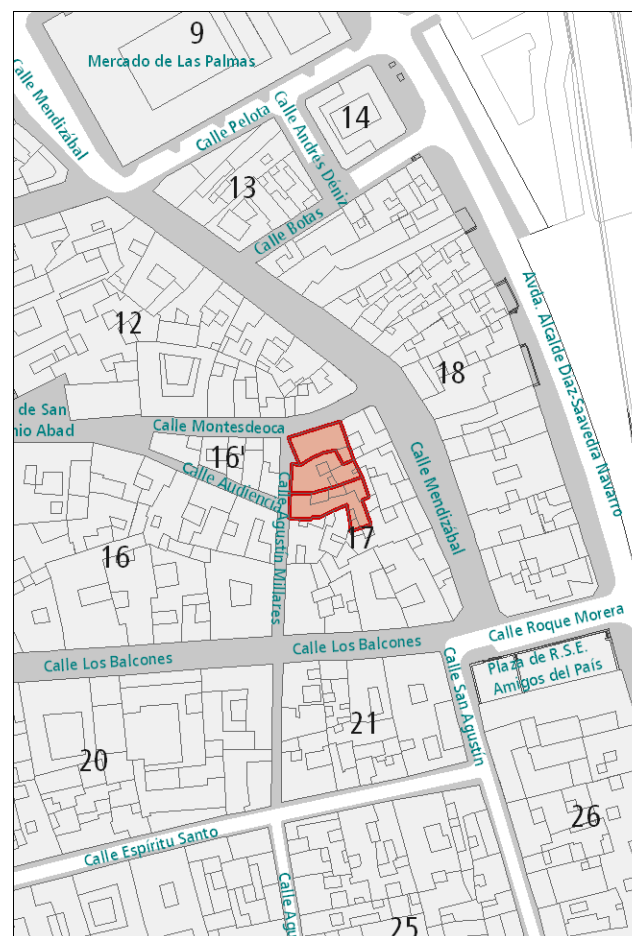 9
Mercado de Las Palmas
Calle Mendizábal
Calle Pelota
Calle Andres Déniz
14
13
Calle Botas
Avda. Alcalde Diaz-Saavedra Navarro
12
18
de San
nio Abad
Calle Montesdeoca
16'
Calle Audiencia
Calle Agustín Millares
Calle Mendizábal
17
16
Calle Roque Morera
Calle Los Balcones
Calle Los Balcones
Plaza de R.S.E.
Amigos del País
Calle San Agustín
21
20
26
Calle Espiritu Santo
Calle Agu
25